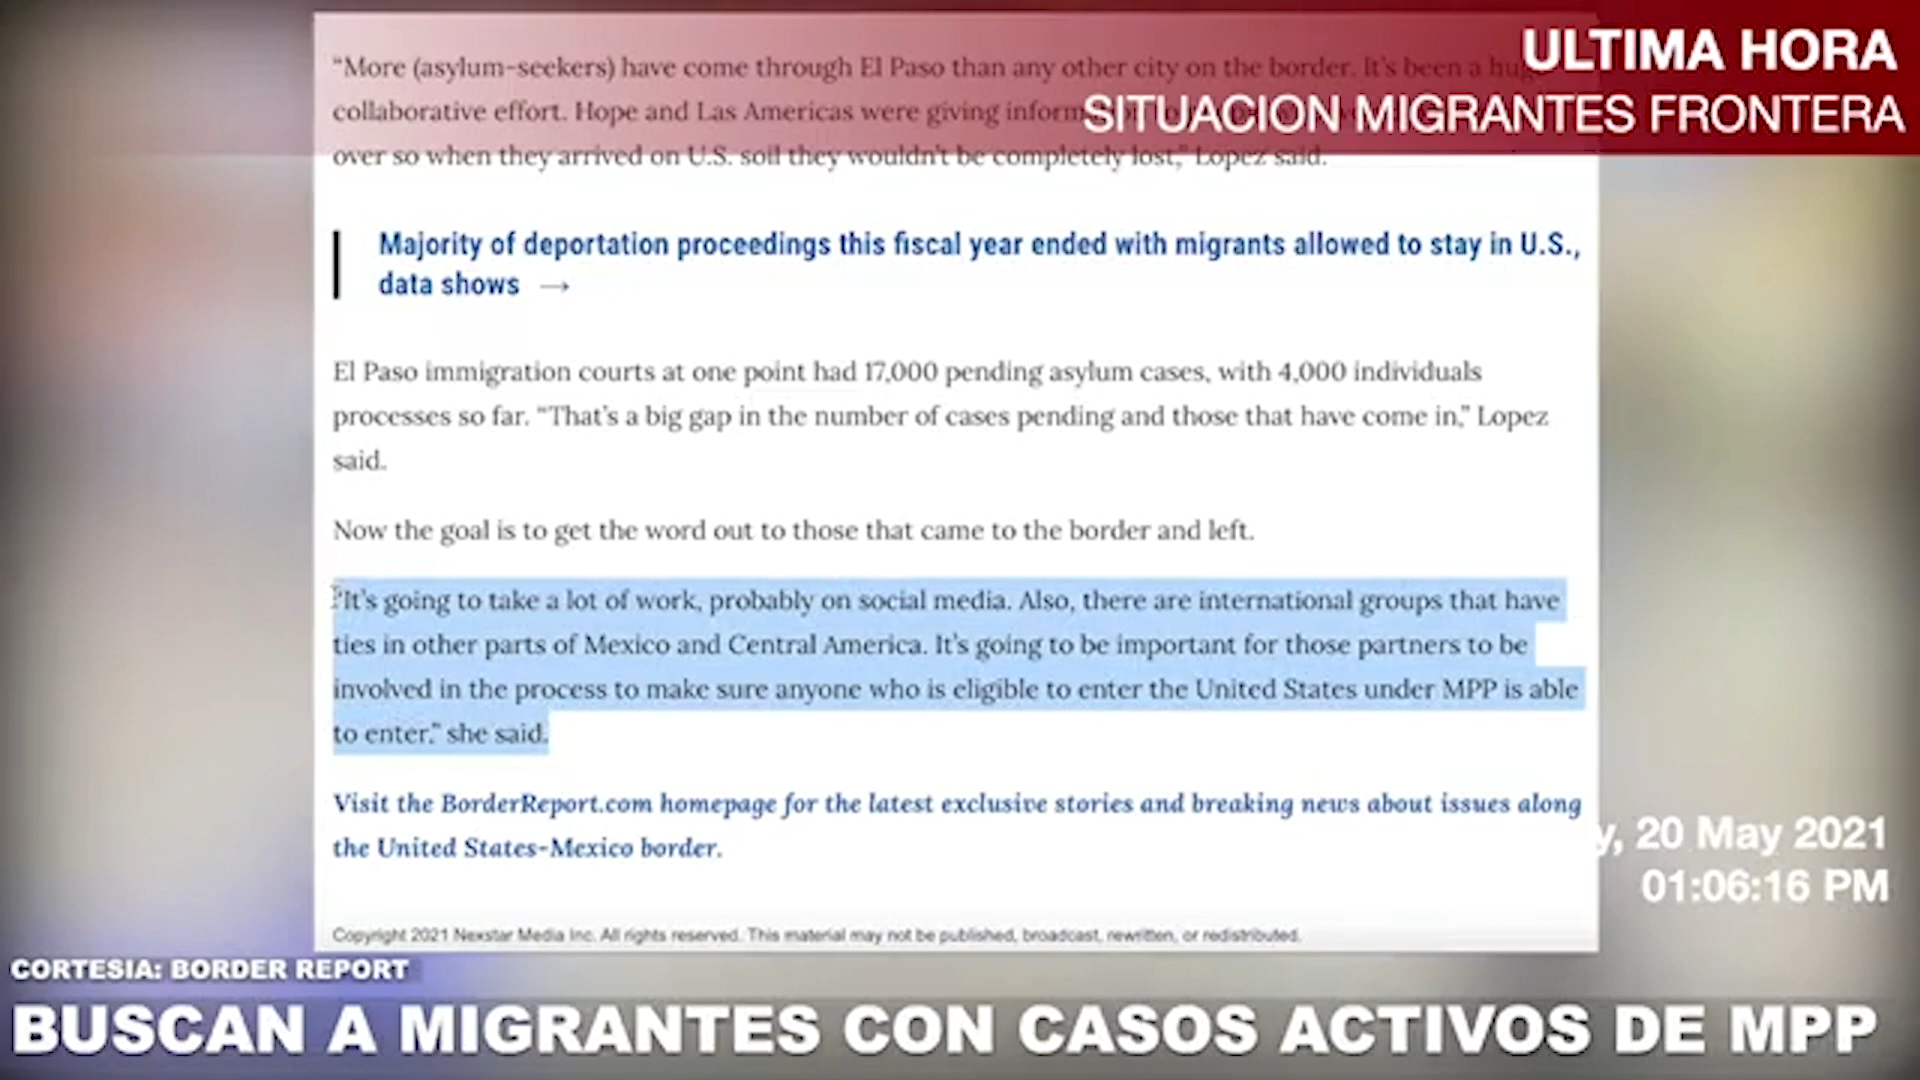 ULTIMA HORA
SITUACION MIGRANTES FRONTERA
“More (asylum-seekers) have come through El Paso than any other city on the border. It’s been a
collaborative effort. Hope and Las Americas were giving
over so when they arrived on U.S. soil they wouldn’t be completely lost,” Lopez said.
Majority of deportation proceedings this fiscal year ended with migrants allowed to stay in U.S.,
data shows →
El Paso immigration courts at one point had 17,000 pending asylum cases, with 4,000 individuals
processes so far. “That’s a big gap in the number of cases pending and those that have come in,” Lopez
said.
Now the goal is to get the word out to those that came to the border and left.
“It’s going to take a lot of work, probably on social media. Also, there are international groups that have
ties in other parts of Mexico and Central America. It’s going to be important for those partners to be
involved in the process to make sure anyone who is eligible to enter the United States under MPP is able
to enter.” she said.
Visit the BorderReport.com homepage for the latest exclusive stories and breaking news about issues along
the United States-Mexico border.
20 May 2021
01:06:16 PM
Copyright 2021 Nexstar Media Inc. All rights reserved. This material may not be published, broadcast, rewritten, or redistributed.
CORTESIA: BORDER REPORT
BUSCAN A MIGRANTES CON CASOS ACTIVOS DE MPP